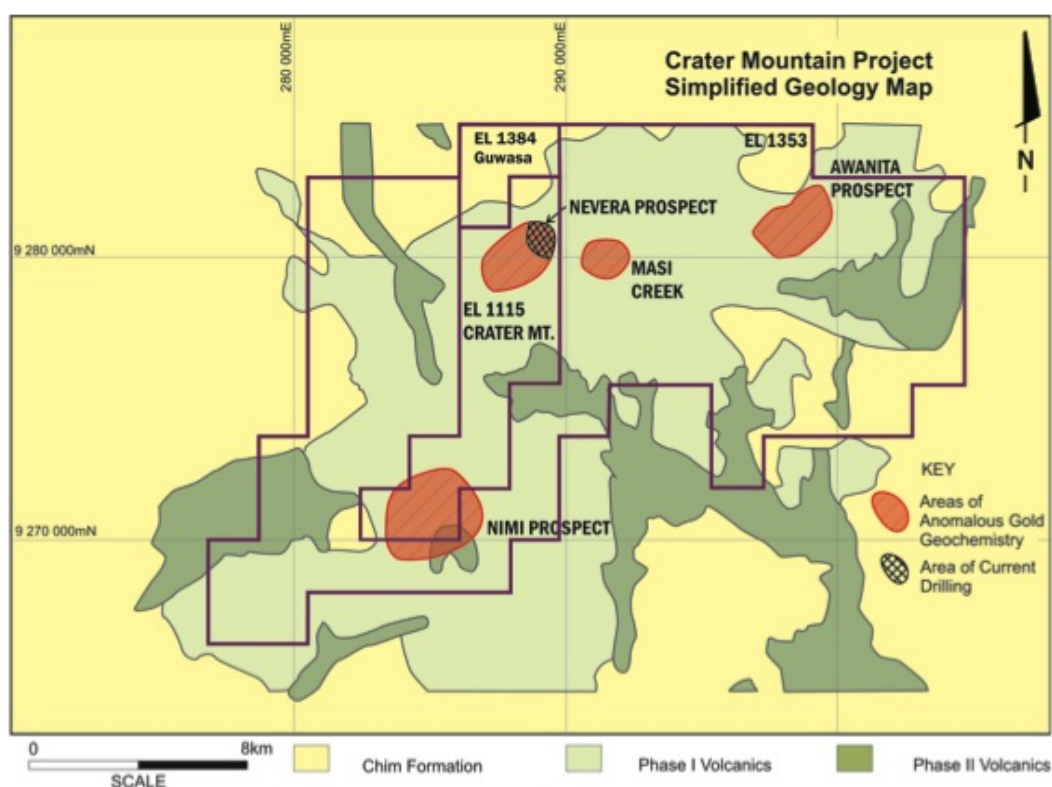 Crater Mountain Project
Simplified Geology Map
280 000mE
290 000mE
N
EL 1384
Guwasa
EL 1353
AWANITA
PROSPECT
NEVERA PROSPECT
9 280 000mN
MASI
CREEK
EL 1115
CRATER MT.
KEY
Areas of
Anomalous Gold
Geochemistry
NIMI PROSPECT
9 270 000mN
Area of Current
Drilling
0 8km
SCALE
Chim Formation
Phase I Volcanics
Phase II Volcanics